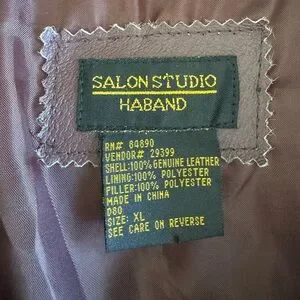 SALON STUDIO
HABAND
RN# 84890
VENDOR# 29399
SHELL:100% GENUINE LEATHER
LINING:100% POLYESTER
FILLER:100% POLYESTER
MADE IN CHINA
080
SIZE: XL
SEE CARE ON REVERSE